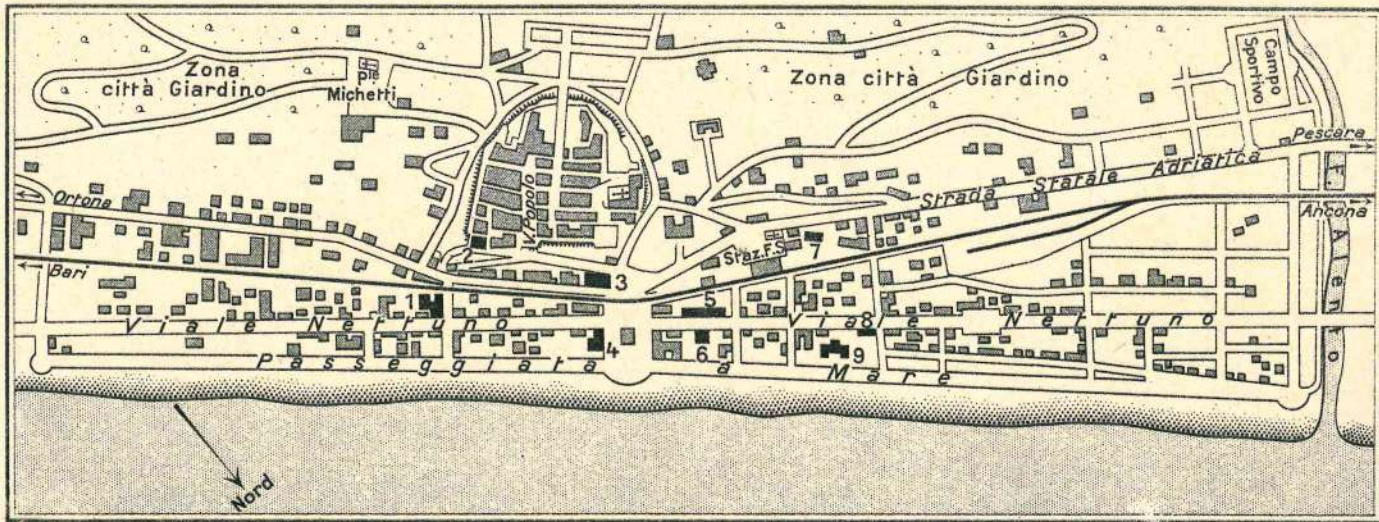 Zona
città Giardino
P.le
Michetti
Zona città Giardino
Campo
Sportivo
Pescara
Strada Statale Adriatica
Ortona
V. Popolo
Ancona
F. Alento
2
Staz. F.S.
7
3
Bari
1
5
Viale Nettuno
Viale Nettuno
8
4
6
9
Passeggiata a Mare
Nord